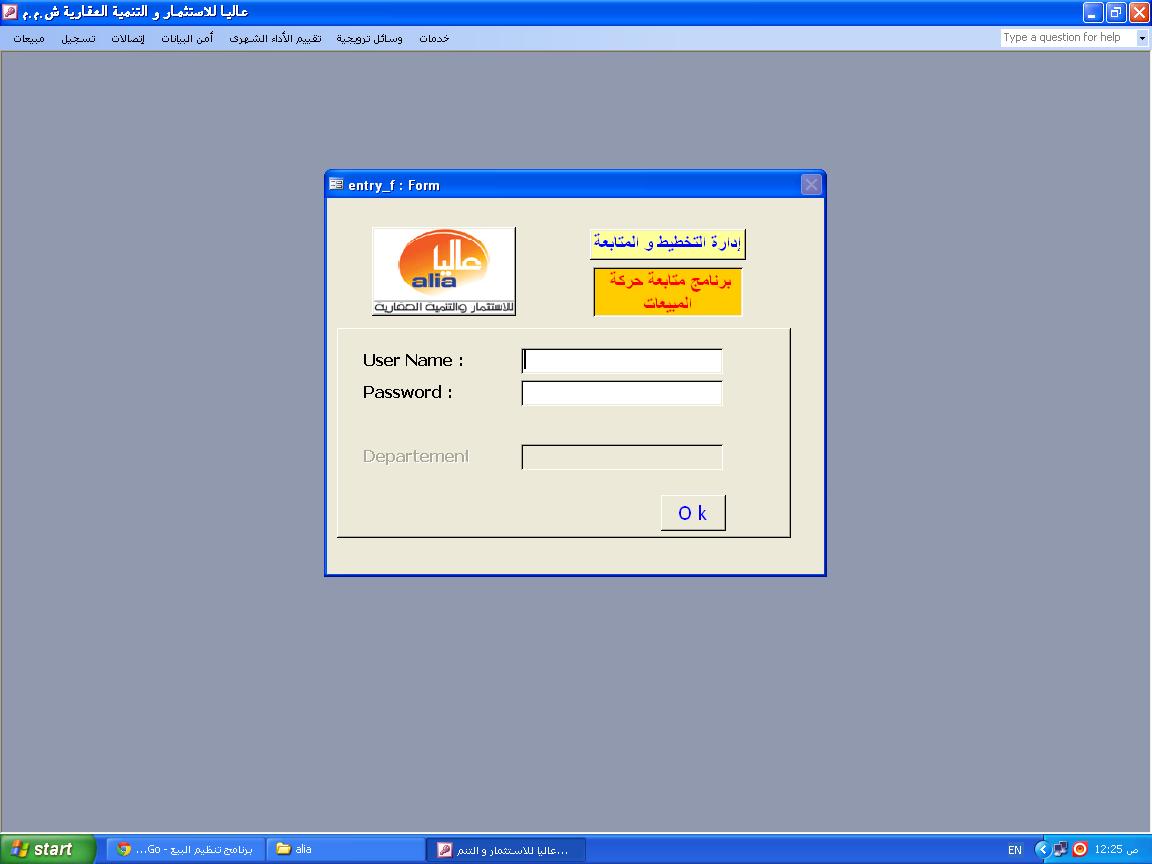 عاليا للاستثمار و التنمية العقارية ش.م.م
مبيعات تسجيل إتصالات أمن البيانات تقييم الأداء الشهرى وسائل ترويجية خدمات
Type a question for help
entry_f : Form
عاليا
alia
للاستثمار والتنمية العقارية
إدارة التخطيط و المتابعة
برنامج متابعة حركة
المبيعات
User Name :
Password :
Departement
O k
start
برنامج تنظيم البيع - Go...
alia
عاليا للاستثمار و التنم...
EN
12:25 ص